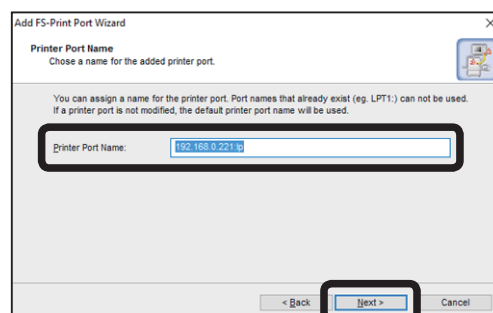 Add FS-Print Port Wizard
Printer Port Name
Chose a name for the added printer port.
You can assign a name for the printer port. Port names that already exist (eg. LPT1:) can not be used.
If a printer port is not modified, the default printer port name will be used.
Printer Port Name: 192.168.0.221:lp
< Back Next > Cancel